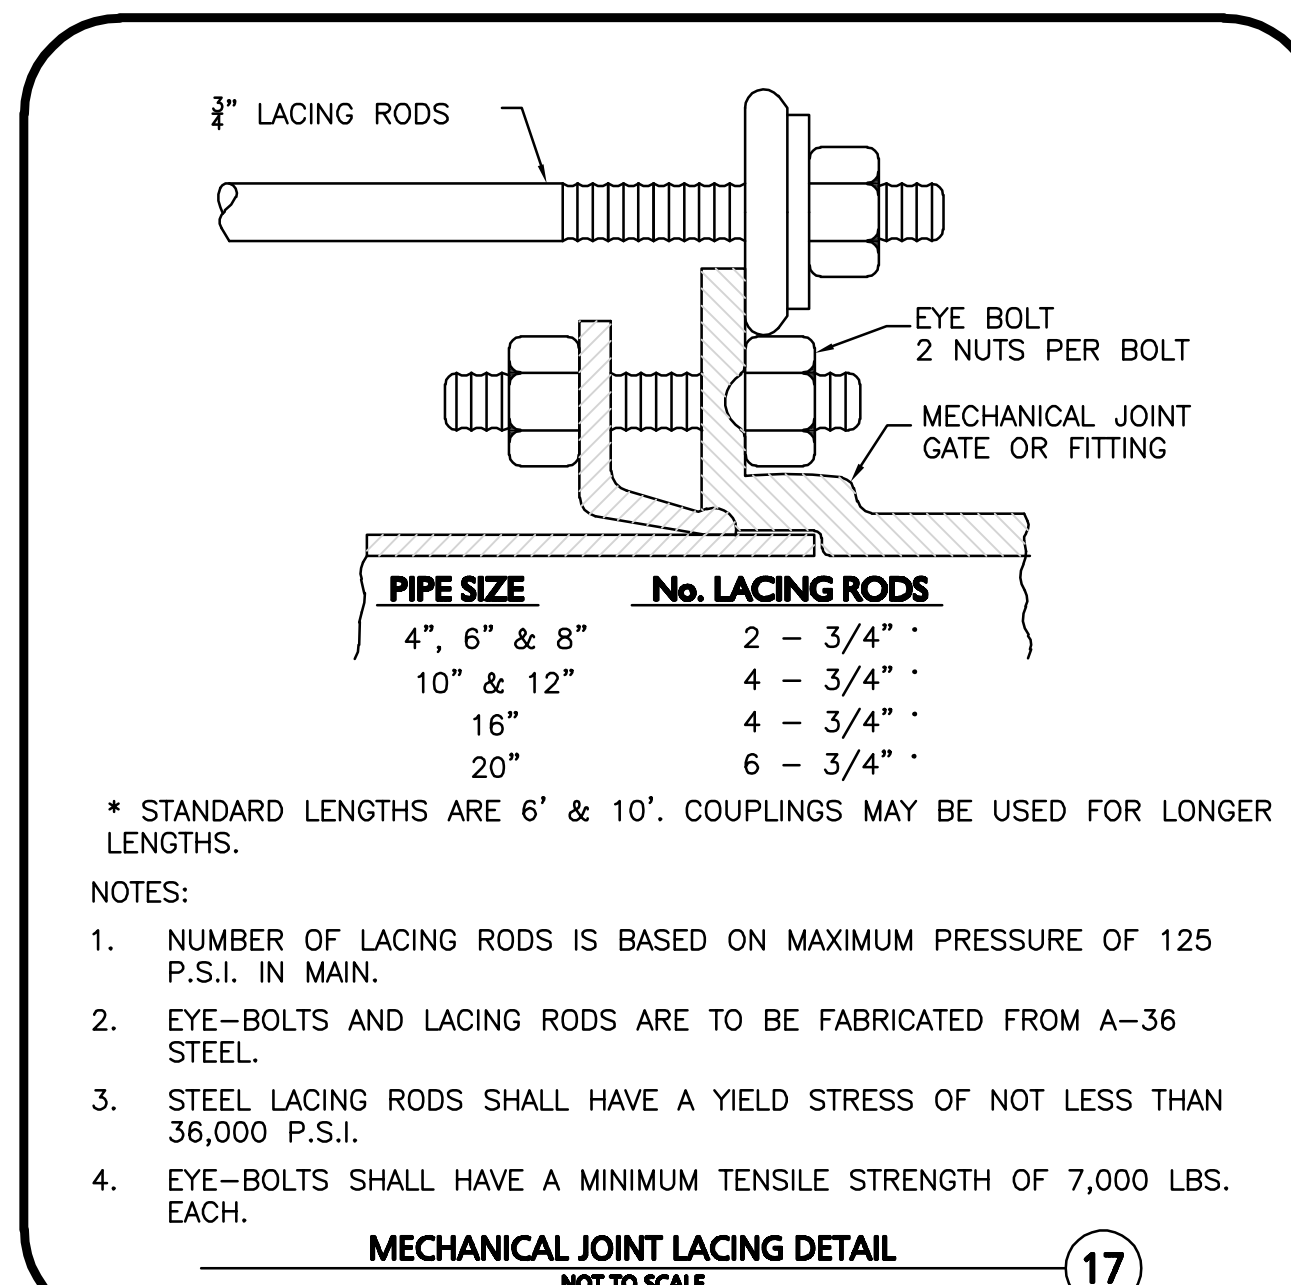 3/4” LACING RODS
EYE BOLT
2 NUTS PER BOLT
MECHANICAL JOINT
GATE OR FITTING
PIPE SIZE No. LACING RODS
4”, 6” & 8” 2 – 3/4” *
10” & 12” 4 – 3/4” *
16” 4 – 3/4” *
20” 6 – 3/4” *
* STANDARD LENGTHS ARE 6’ & 10’. COUPLINGS MAY BE USED FOR LONGER
LENGTHS.
NOTES:
1. NUMBER OF LACING RODS IS BASED ON MAXIMUM PRESSURE OF 125
P.S.I. IN MAIN.
2. EYE–BOLTS AND LACING RODS ARE TO BE FABRICATED FROM A–36
STEEL.
3. STEEL LACING RODS SHALL HAVE A YIELD STRESS OF NOT LESS THAN
36,000 P.S.I.
4. EYE–BOLTS SHALL HAVE A MINIMUM TENSILE STRENGTH OF 7,000 LBS.
EACH.
MECHANICAL JOINT LACING DETAIL
17
NOT TO SCALE